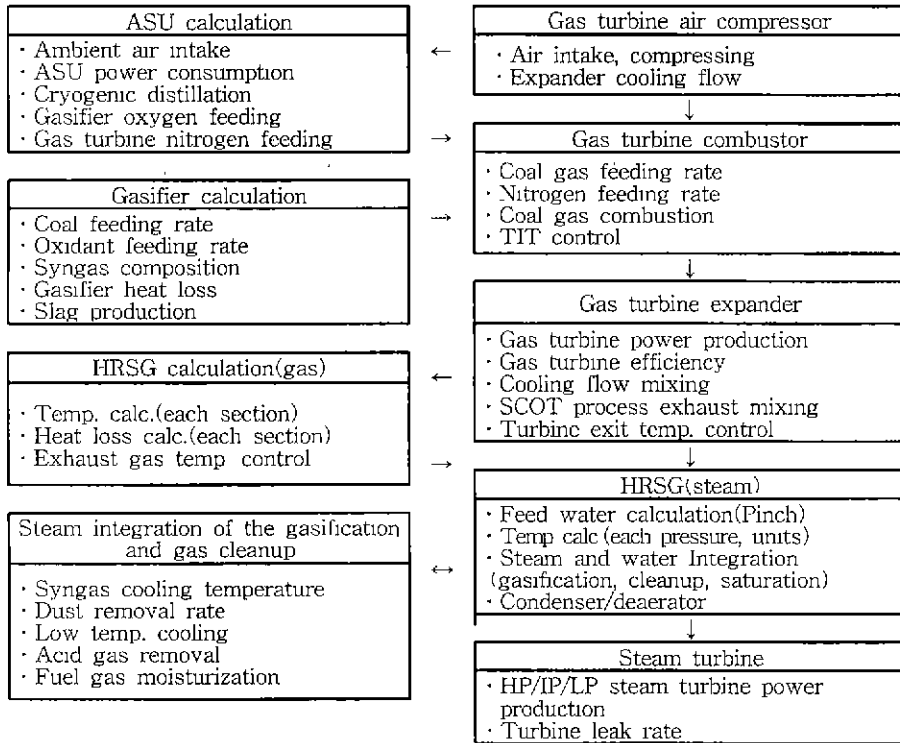 ASU calculation
· Ambient air intake
· ASU power consumption
· Cryogenic distillation
· Gasifier oxygen feeding
· Gas turbine nitrogen feeding
Gasifier calculation
· Coal feeding rate
· Oxidant feeding rate
· Syngas composition
· Gasifier heat loss
· Slag production
HRSG calculation(gas)
· Temp. calc.(each section)
· Heat loss calc.(each section)
· Exhaust gas temp control
Steam integration of the gasification
and gas cleanup
· Syngas cooling temperature
· Dust removal rate
· Low temp. cooling
· Acid gas removal
· Fuel gas moisturization
←
→
→
←
→
↔
Gas turbine air compressor
· Air intake, compressing
· Expander cooling flow
↓
Gas turbine combustor
· Coal gas feeding rate
· Nitrogen feeding rate
· Coal gas combustion
· TIT control
↓
Gas turbine expander
· Gas turbine power production
· Gas turbine efficiency
· Cooling flow mixing
· SCOT process exhaust mixing
· Turbine exit temp. control
↓
HRSG(steam)
· Feed water calculation(Pinch)
· Temp calc (each pressure, units)
· Steam and water Integration
(gasification, cleanup, saturation)
· Condenser/deaerator
↓
Steam turbine
· HP/IP/LP steam turbine power
production
· Turbine leak rate